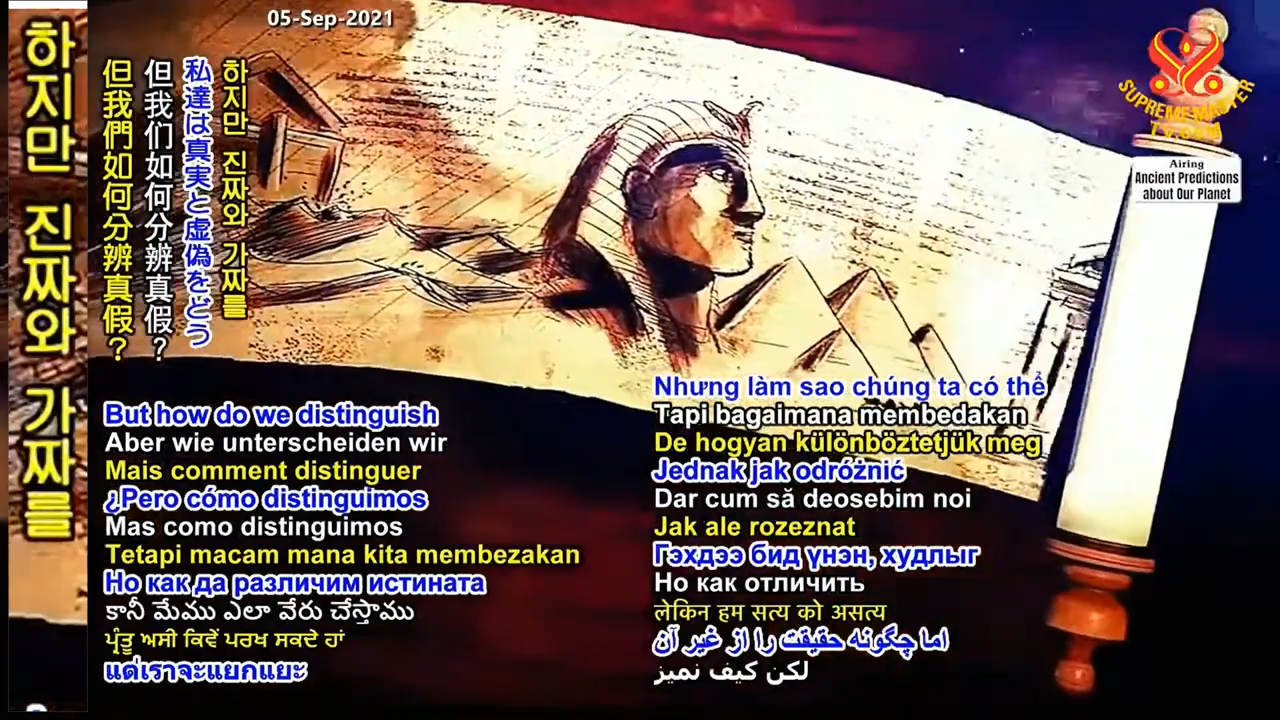 05-Sep-2021
SUPREME MASTER
TV.COM
Airing
Ancient Predictions
about Our Planet
하지만 진짜와 가짜를
하지만 진짜와 가짜를
私達は真実と虚偽をどう
但我们如何分辨真假？
但我們如何分辨真假？
But how do we distinguish
Aber wie unterscheiden wir
Mais comment distinguer
¿Pero cómo distinguimos
Mas como distinguimos
Tetapi macam mana kita membezakan
Но как да различим истината
కానీ మేము ఎలా వేరు చేస్తాము
ਪ੍ਰੰਤੂ ਅਸੀ ਕਿਵੇਂ ਪਰਖ ਸਕਦੇ ਹਾਂ
แต่เราจะแยกแยะ
Nhưng làm sao chúng ta có thể
Tapi bagaimana membedakan
De hogyan különböztetjük meg
Jednak jak odróżnić
Dar cum să deosebim noi
Jak ale rozeznat
Гэхдээ бид үнэн, худлыг
Но как отличить
लेकिन हम सत्य को असत्य
اما چگونه حقیقت را از غیر آن
لكن كيف نميز